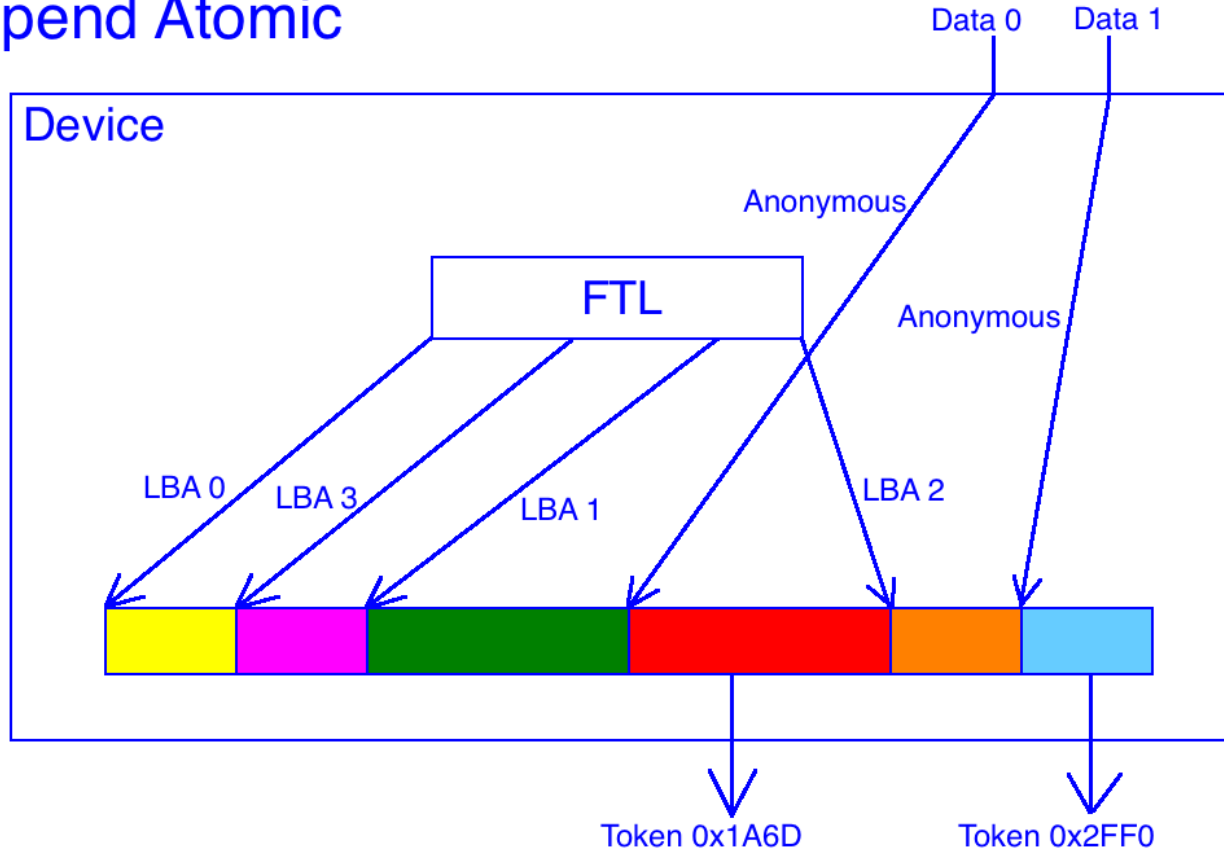 pend Atomic
Data 0 Data 1
Device
Anonymous
FTL
Anonymous
LBA 0
LBA 3
LBA 1
LBA 2
Token 0x1A6D
Token 0x2FF0